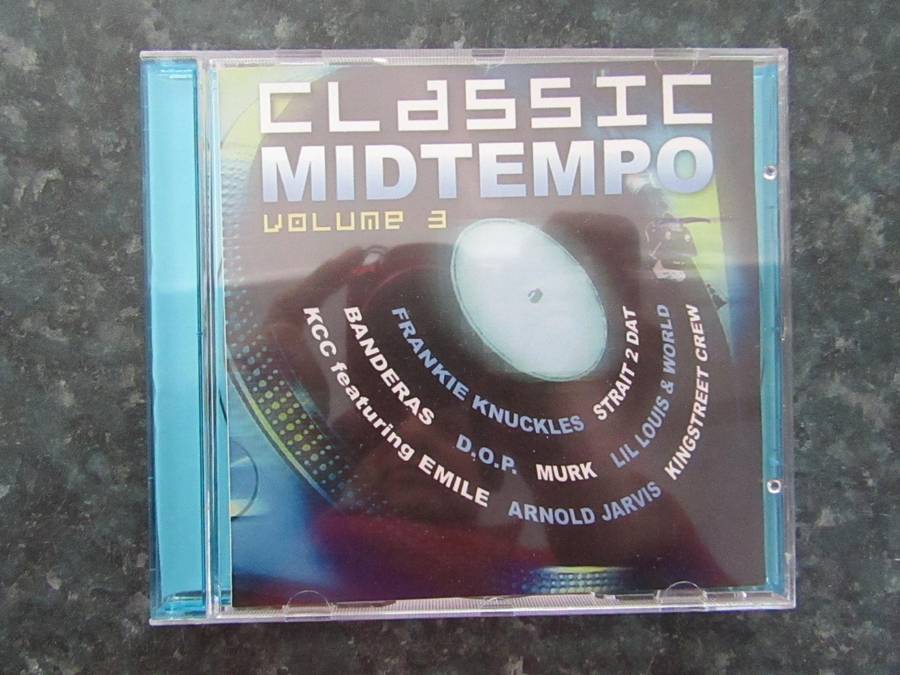 CLASSIC
MIDTEMPO
VOLUME 3
FRANKIE KNUCKLES STRAIT 2 DAT
BANDERAS D.O.P. MURK LIL LOUIS & WORLD
KCC featuring EMILE ARNOLD JARVIS KINGSTREET CREW